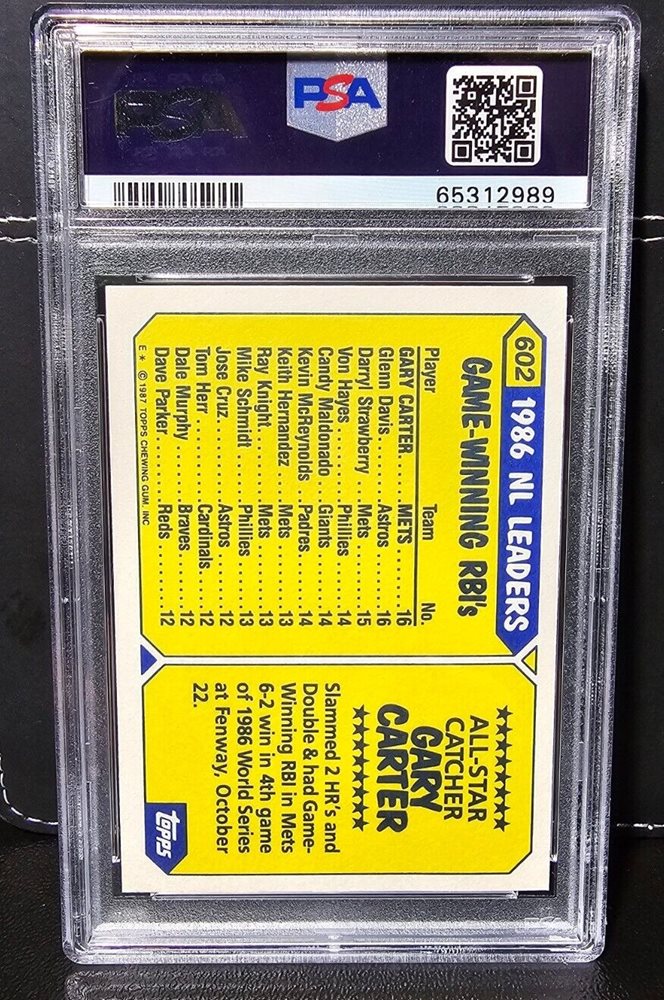 PSA
PSA
65312989
602 1986 NL LEADERS
GAME-WINNING RBI's
Player Team No.
GARY CARTER.....METS.......16
Glenn Davis.......Astros........16
Darryl Strawberry...Mets........15
Von Hayes........Phillies........14
Candy Maldonado...Giants.......14
Kevin McReynolds..Padres.......14
Keith Hernandez....Mets........13
Ray Knight........Mets........13
Mike Schmidt......Phillies.......13
Jose Cruz.........Astros........12
Tom Herr.........Cardinals......12
Dale Murphy.......Braves........12
Dave Parker.......Reds.........12
E * ©1987 TOPPS CHEWING GUM, INC
ALL-STAR
CATCHER
GARY
CARTER
Slammed 2 HR's and
Double & had Game-
Winning RBI in Mets
6-2 win in 4th game
of 1986 World Series
at Fenway, October
22.
topps